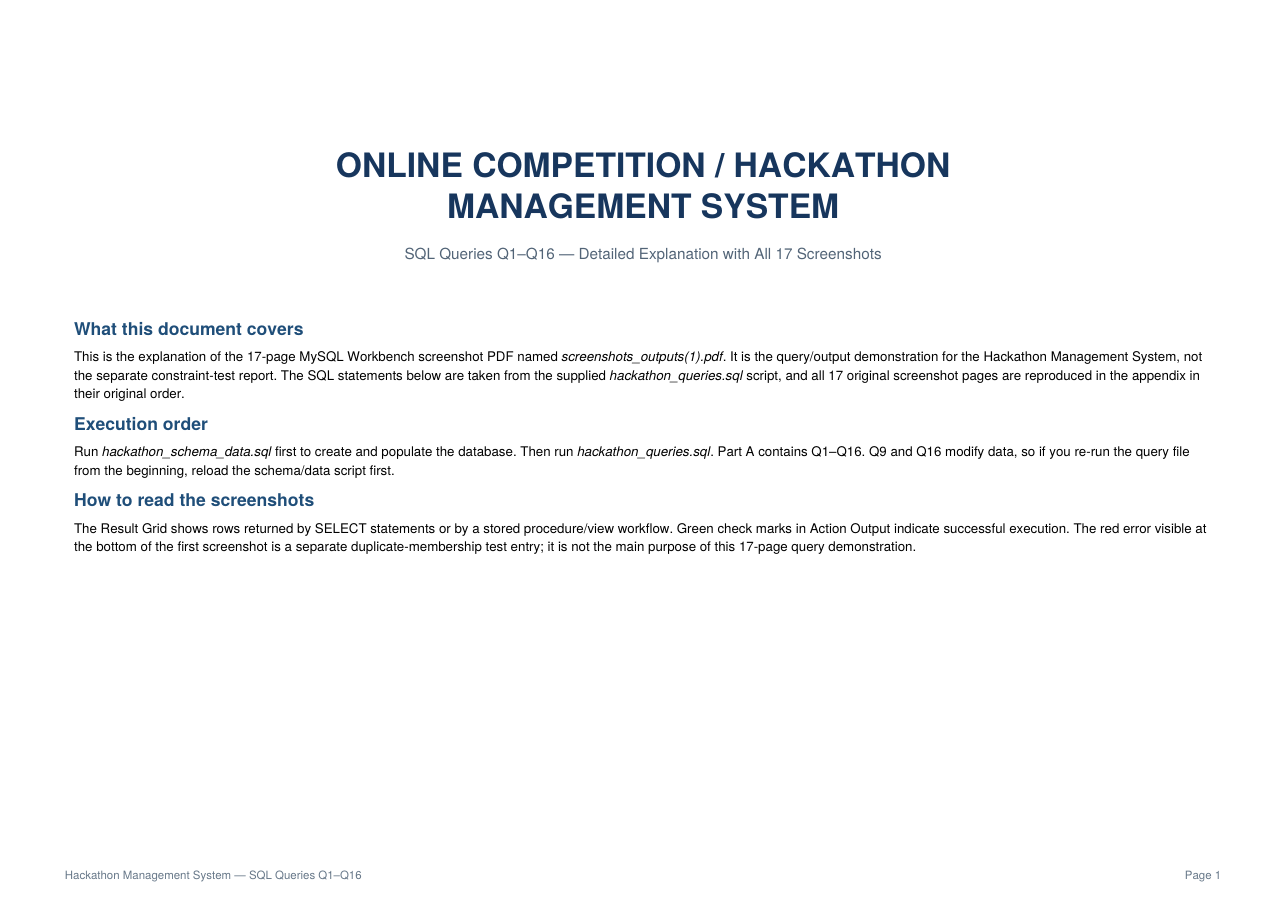 ONLINE COMPETITION / HACKATHON
MANAGEMENT SYSTEM
SQL Queries Q1–Q16 — Detailed Explanation with All 17 Screenshots
What this document covers
This is the explanation of the 17-page MySQL Workbench screenshot PDF named screenshots_outputs(1).pdf. It is the query/output demonstration for the Hackathon Management System, not
the separate constraint-test report. The SQL statements below are taken from the supplied hackathon_queries.sql script, and all 17 original screenshot pages are reproduced in the appendix in
their original order.
Execution order
Run hackathon_schema_data.sql first to create and populate the database. Then run hackathon_queries.sql. Part A contains Q1–Q16. Q9 and Q16 modify data, so if you re-run the query file
from the beginning, reload the schema/data script first.
How to read the screenshots
The Result Grid shows rows returned by SELECT statements or by a stored procedure/view workflow. Green check marks in Action Output indicate successful execution. The red error visible at
the bottom of the first screenshot is a separate duplicate-membership test entry; it is not the main purpose of this 17-page query demonstration.
Hackathon Management System — SQL Queries Q1–Q16
Page 1